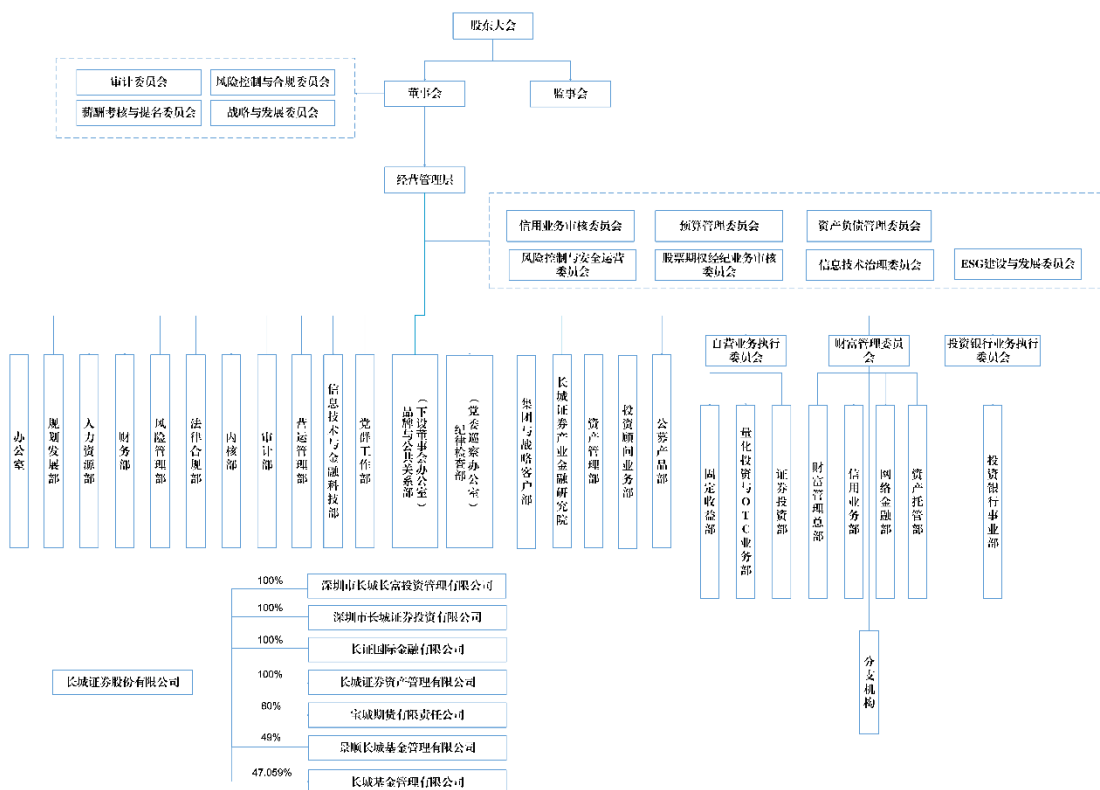 股东大会
审计委员会
风险控制与合规委员会
薪酬考核与提名委员会
战略与发展委员会
董事会
监事会
经营管理层
信用业务审核委员会
预算管理委员会
资产负债管理委员会
风险控制与安全运营
委员会
股票期权经纪业务审核
委员会
信息技术治理委员会
ESG建设与发展委员会
自营业务执行
委员会
财富管理委员
会
投资银行业务执行
委员会
办公室
规划发展部
人力资源部
财务部
风险管理部
法律合规部
内核部
审计部
营运管理部
信息技术与金融科技部
党群工作部
品牌与公共关系部
（下设董事会办公室）
纪律检查部
（党委巡察办公室）
集团与战略客户部
长城证券产业金融研究院
资产管理部
投资顾问业务部
公募产品部
固定收益部
量化投资与OTC业务部
证券投资部
财富管理总部
信用业务部
网络金融部
资产托管部
投资银行事业部
分支机构
长城证券股份有限公司
100%
深圳市长城长富投资管理有限公司
100%
深圳市长城证券投资有限公司
100%
长证国际金融有限公司
100%
长城证券资产管理有限公司
80%
宝城期货有限责任公司
49%
景顺长城基金管理有限公司
47.059%
长城基金管理有限公司